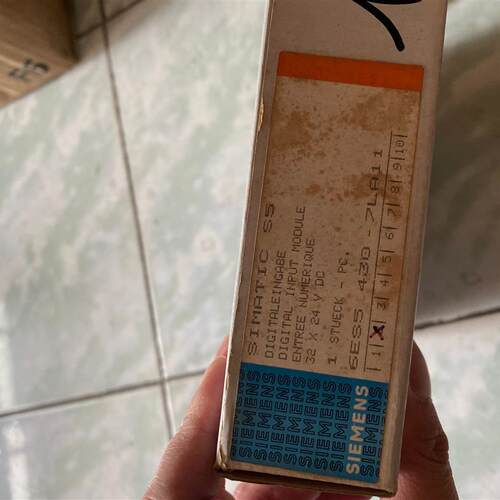 SIMATIC S5
DIGITALEINGABE
DIGITAL INPUT MODULE
ENTREE NUMERIQUE
32 X 24 V DC
1 STUECK - PC.
6ES5 430-7LA11
1 X 3 4 5 6 7 8 9 10
SIEMENS